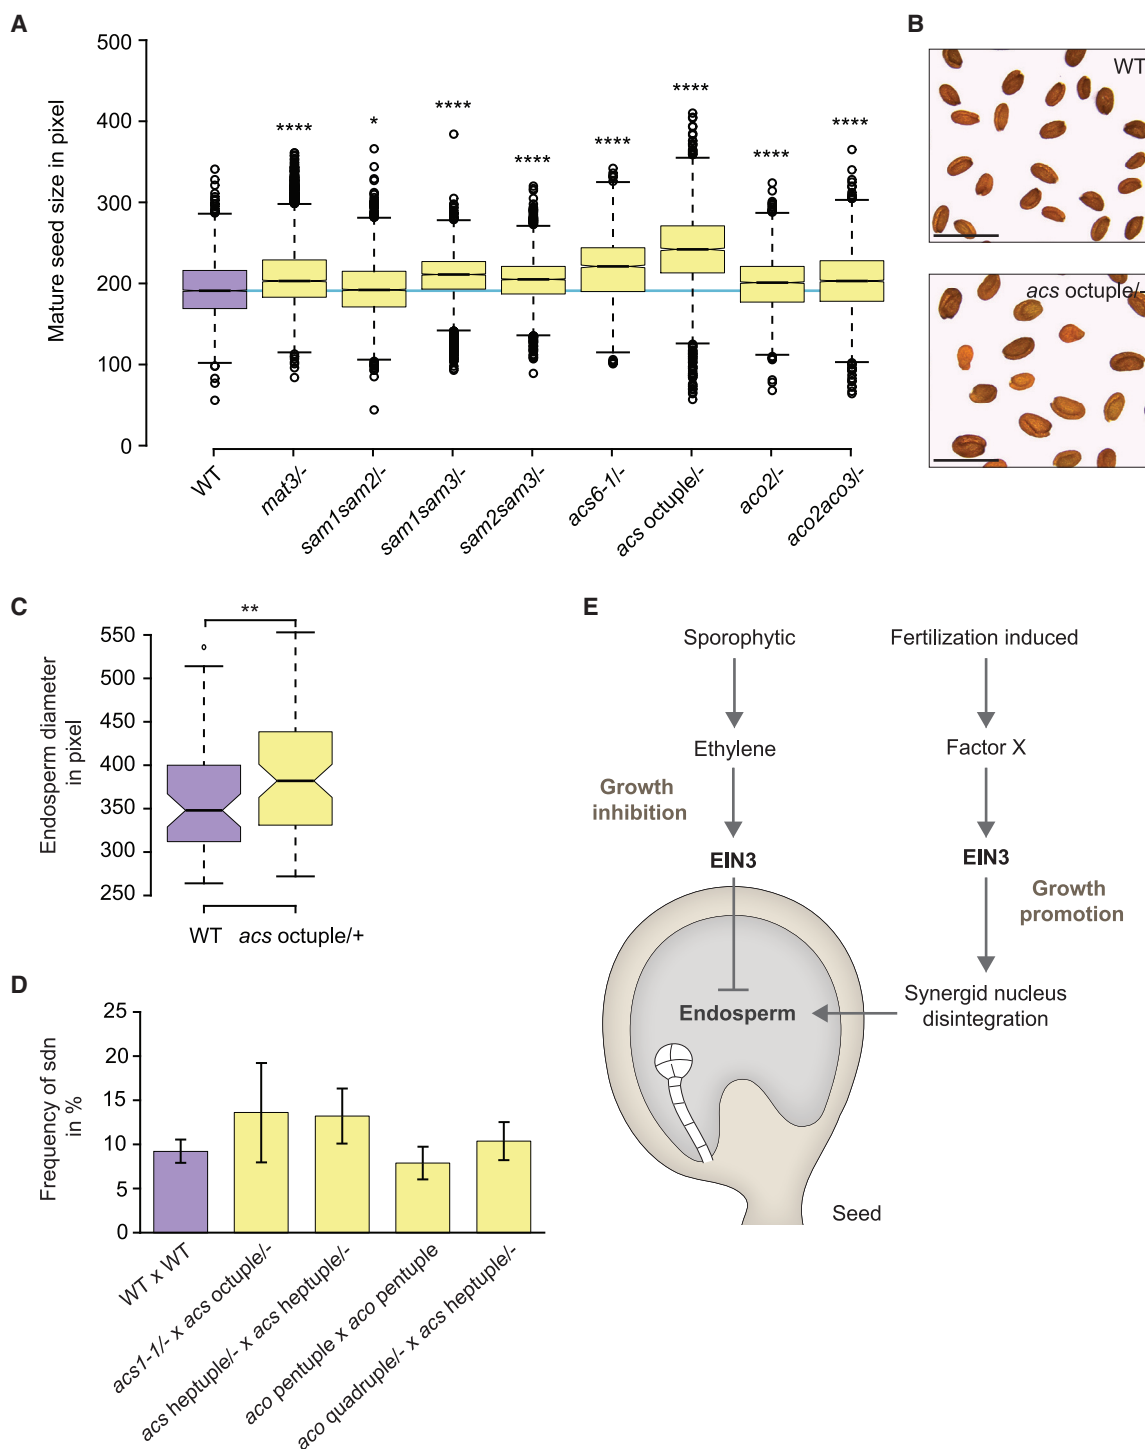 A
Mature seed size in pixel
500
400
300
200
100
0
****
*
****
****
****
****
****
****
WT
mat3/-
sam1sam2/-
sam1sam3/-
sam2sam3/-
acs6-1/-
acs octuple/-
aco2/-
aco2aco3/-
B
WT
acs octuple/-
C
Endosperm diameter
in pixel
550
500
450
400
350
300
250
**
WT
acs octuple/+
D
Frequency of sdn
in %
25
20
15
10
5
0
WT x WT
acs1-1/- x acs octuple/-
acs heptuple/- x acs heptuple/-
aco pentuple x aco pentuple
aco quadruple/- x acs heptuple/-
E
Sporophytic
Fertilization induced
Ethylene
Factor X
Growth
inhibition
EIN3
EIN3
Growth
promotion
Synergid nucleus
disintegration
Endosperm
Seed